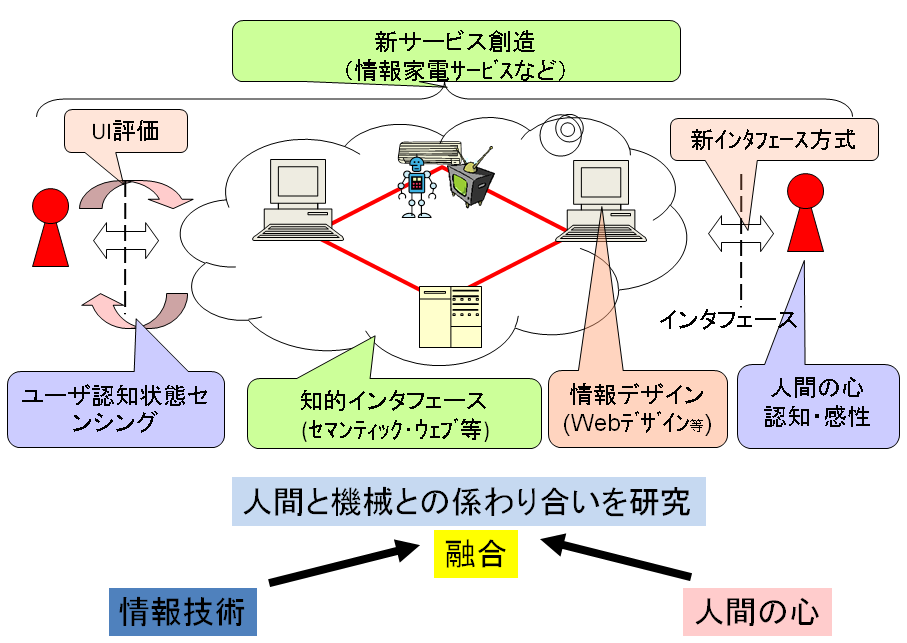 新サービス創造
（情報家電ｻｰﾋﾞｽなど）
UI評価
新ｲﾝﾀﾌｪｰｽ方式
インタフェース
ユーザ認知状態セ
ンシング
知的インタフェース
(ｾﾏﾝﾃｨｯｸ・ｳｪﾌﾞ等)
情報デザイン
(Webﾃﾞｻﾞｲﾝ等)
人間の心
認知・感性
人間と機械との係わり合いを研究
融合
情報技術
人間の心